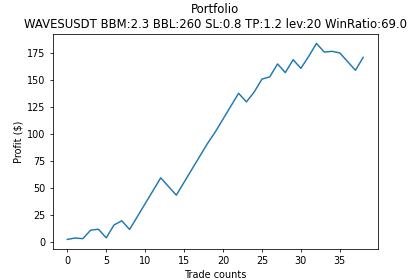 Portfolio
WAVESUSDT BBM:2.3 BBL:260 SL:0.8 TP:1.2 lev:20 WinRatio:69.0
175
150
125
100
75
50
25
0
Profit ($)
0 5 10 15 20 25 30 35
Trade counts